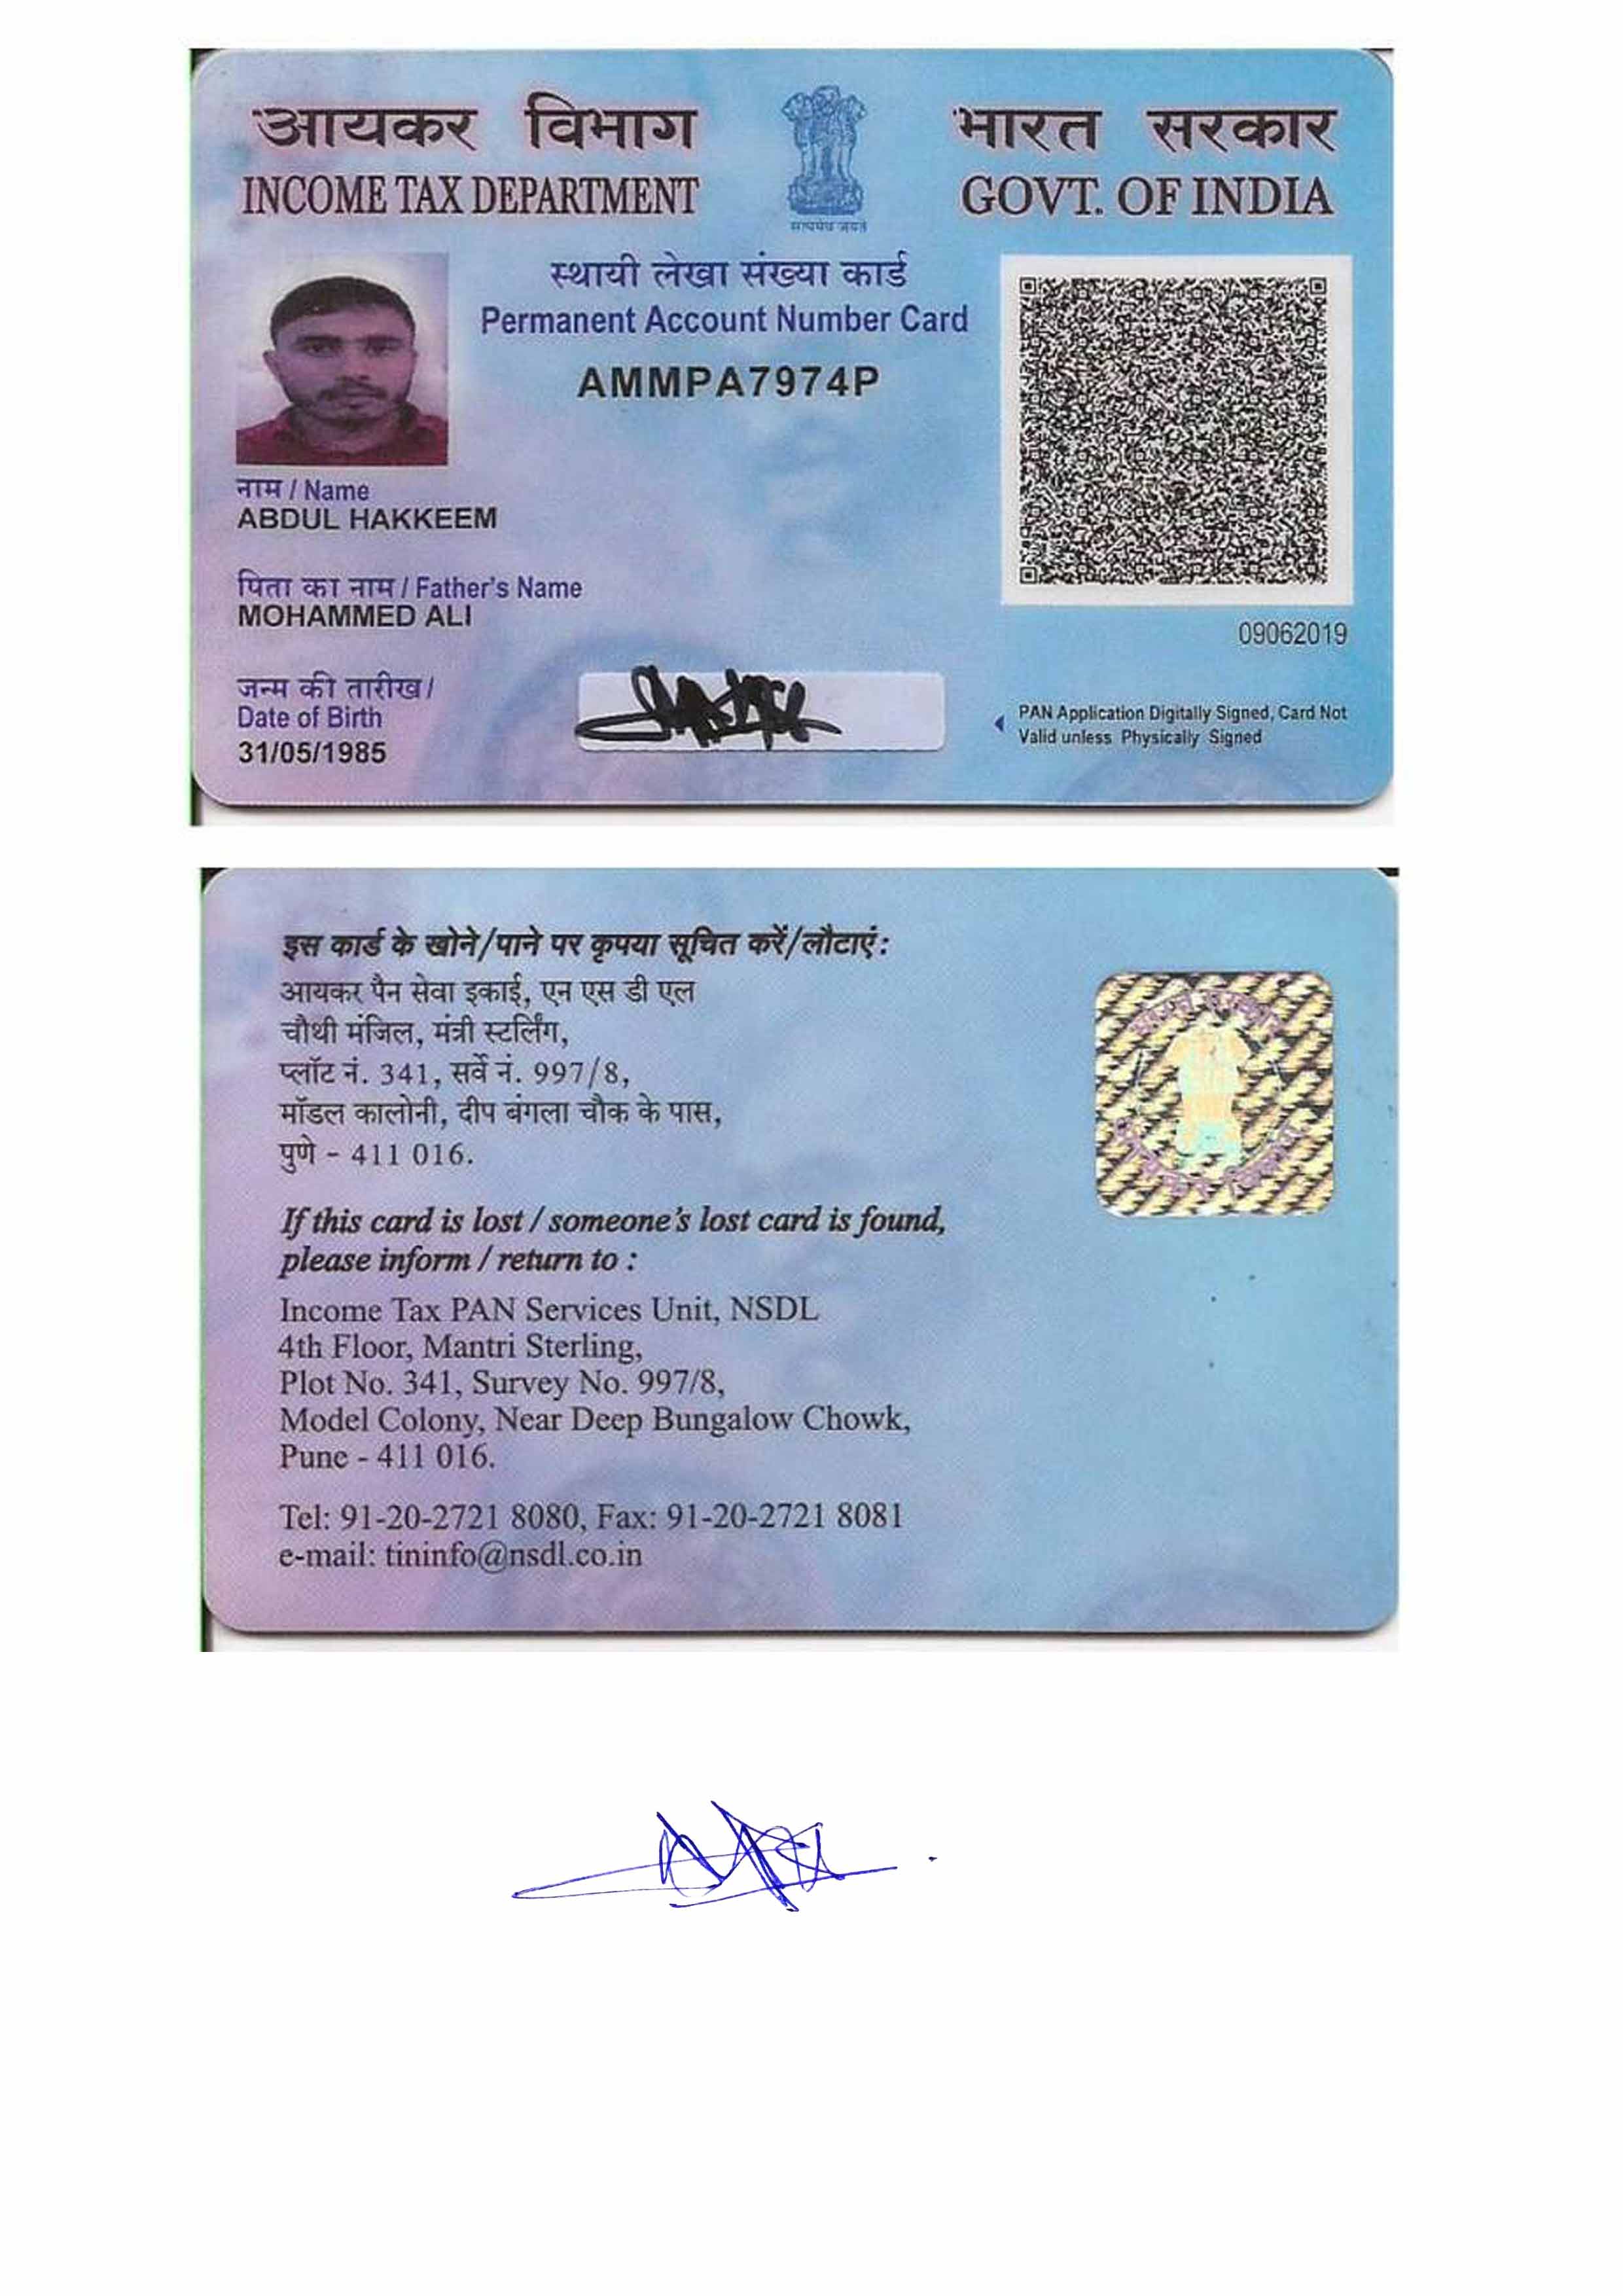 आयकर विभाग
INCOME TAX DEPARTMENT
भारत सरकार
GOVT. OF INDIA
सत्यमेव जयते
स्थायी लेखा संख्या कार्ड
Permanent Account Number Card
AMMPA7974P
नाम / Name
ABDUL HAKKEEM
पिता का नाम / Father's Name
MOHAMMED ALI
09062019
जन्म की तारीख /
Date of Birth
31/05/1985
PAN Application Digitally Signed, Card Not
Valid unless Physically Signed
इस कार्ड के खोने/पाने पर कृपया सूचित करें/लौटाएं:
आयकर पैन सेवा इकाई, एन एस डी एल
चौथी मंजिल, मंत्री स्टर्लिंग,
प्लॉट नं. 341, सर्वे नं. 997/8,
मॉडल कालोनी, दीप बंगला चौक के पास,
पुणे - 411 016.
If this card is lost / someone's lost card is found,
please inform / return to :
Income Tax PAN Services Unit, NSDL
4th Floor, Mantri Sterling,
Plot No. 341, Survey No. 997/8,
Model Colony, Near Deep Bungalow Chowk,
Pune - 411 016.
Tel: 91-20-2721 8080, Fax: 91-20-2721 8081
e-mail: tininfo@nsdl.co.in